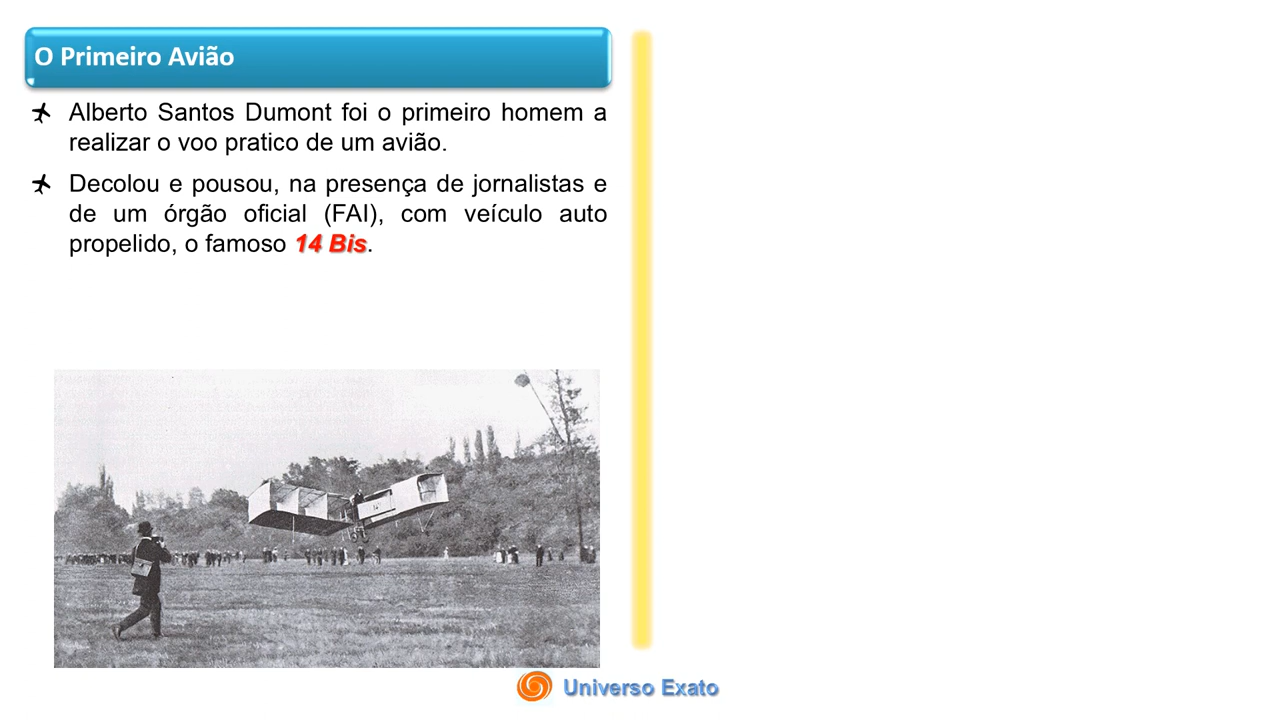 O Primeiro Avião
Alberto Santos Dumont foi o primeiro homem a
realizar o voo pratico de um avião.
Decolou e pousou, na presença de jornalistas e
de um órgão oficial (FAI), com veículo auto
propelido, o famoso 14 Bis.
Universo Exato